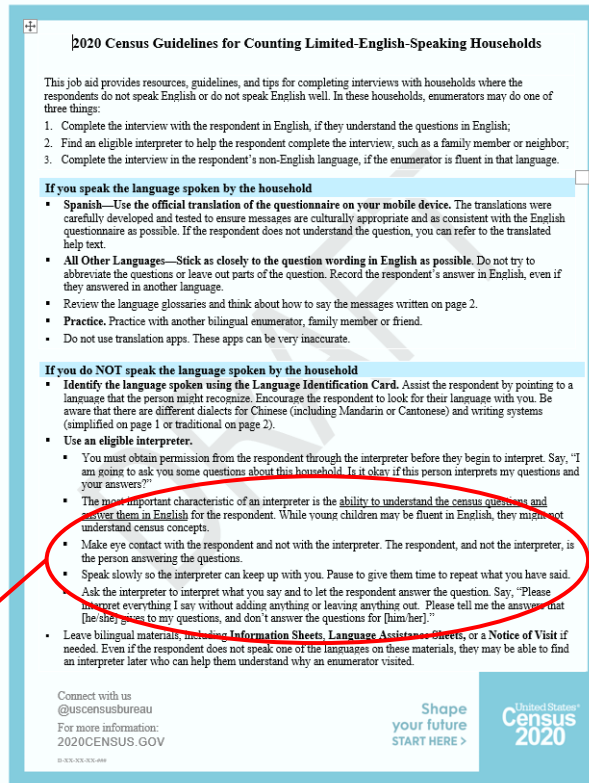 2020 Census Guidelines for Counting Limited-English-Speaking Households
This job aid provides resources, guidelines, and tips for completing interviews with households where the
respondents do not speak English or do not speak English well. In these households, enumerators may do one of
three things:
1. Complete the interview with the respondent in English, if they understand the questions in English;
2. Find an eligible interpreter to help the respondent complete the interview, such as a family member or neighbor;
3. Complete the interview in the respondent's non-English language, if the enumerator is fluent in that language.
If you speak the language spoken by the household
▪ Spanish—Use the official translation of the questionnaire on your mobile device. The translations were
carefully developed and tested to ensure messages are culturally appropriate and as consistent with the English
questionnaire as possible. If the respondent does not understand the question, you can refer to the translated
help text.
▪ All Other Languages—Stick as closely to the question wording in English as possible. Do not try to
abbreviate the questions or leave out parts of the question. Record the respondent's answer in English, even if
they answered in another language.
▪ Review the language glossaries and think about how to say the messages written on page 2.
▪ Practice. Practice with another bilingual enumerator, family member or friend.
▪ Do not use translation apps. These apps can be very inaccurate.
If you do NOT speak the language spoken by the household
▪ Identify the language spoken using the Language Identification Card. Assist the respondent by pointing to a
language that the person might recognize. Encourage the respondent to look for their language with you. Be
aware that there are different dialects for Chinese (including Mandarin or Cantonese) and writing systems
(simplified on page 1 or traditional on page 2).
▪ Use an eligible interpreter.
▪ You must obtain permission from the respondent through the interpreter before they begin to interpret. Say, “I
am going to ask you some questions about this household. Is it okay if this person interprets my questions and
your answers?”
▪ The most important characteristic of an interpreter is the ability to understand the census questions and
answer them in English for the respondent. While young children may be fluent in English, they might not
understand census concepts.
▪ Make eye contact with the respondent and not with the interpreter. The respondent, and not the interpreter, is
the person answering the questions.
▪ Speak slowly so the interpreter can keep up with you. Pause to give them time to repeat what you have said.
▪ Ask the interpreter to interpret what you say and to let the respondent answer the question. Say, “Please
interpret everything I say without adding anything or leaving anything out. Please tell me the answers that
[he/she] gives to my questions, and don't answer the questions for [him/her].”
▪ Leave bilingual materials, including Information Sheets, Language Assistance Sheets, or a Notice of Visit if
needed. Even if the respondent does not speak one of the languages on these materials, they may be able to find
an interpreter later who can help them understand why an enumerator visited.
DRAFT
Connect with us
@uscensusbureau
For more information:
2020CENSUS.GOV
D-XX-XX-XX-###
Shape
your future
START HERE >
United States®
Census
2020